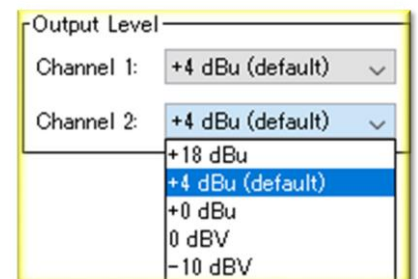 Output Level
Channel 1: +4 dBu (default)
Channel 2: +4 dBu (default)
+18 dBu
+4 dBu (default)
+0 dBu
0 dBV
-10 dBV